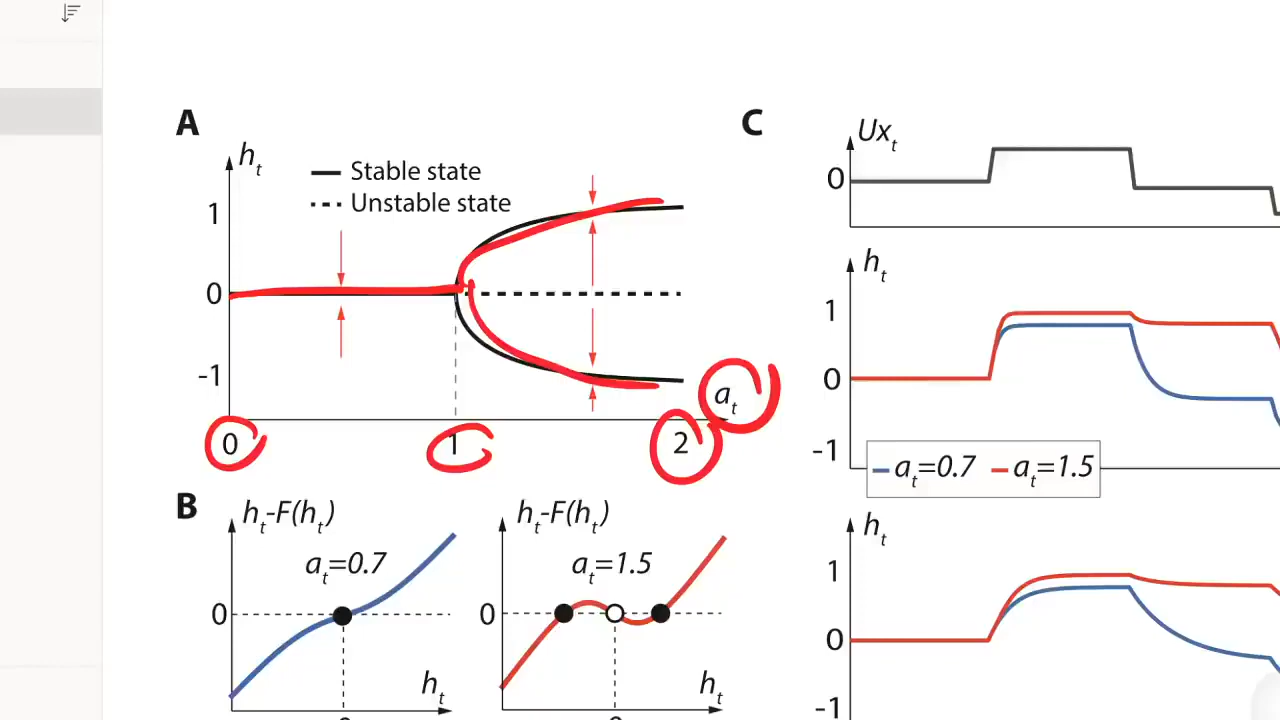 A
h_t
Stable state
Unstable state
1
0
-1
0
1
2
a_t
B
h_t-F(h_t)
a_t=0.7
0
h_t
h_t-F(h_t)
a_t=1.5
0
h_t
C
Ux_t
0
h_t
1
0
-1
a_t=0.7
a_t=1.5
h_t
1
0
-1